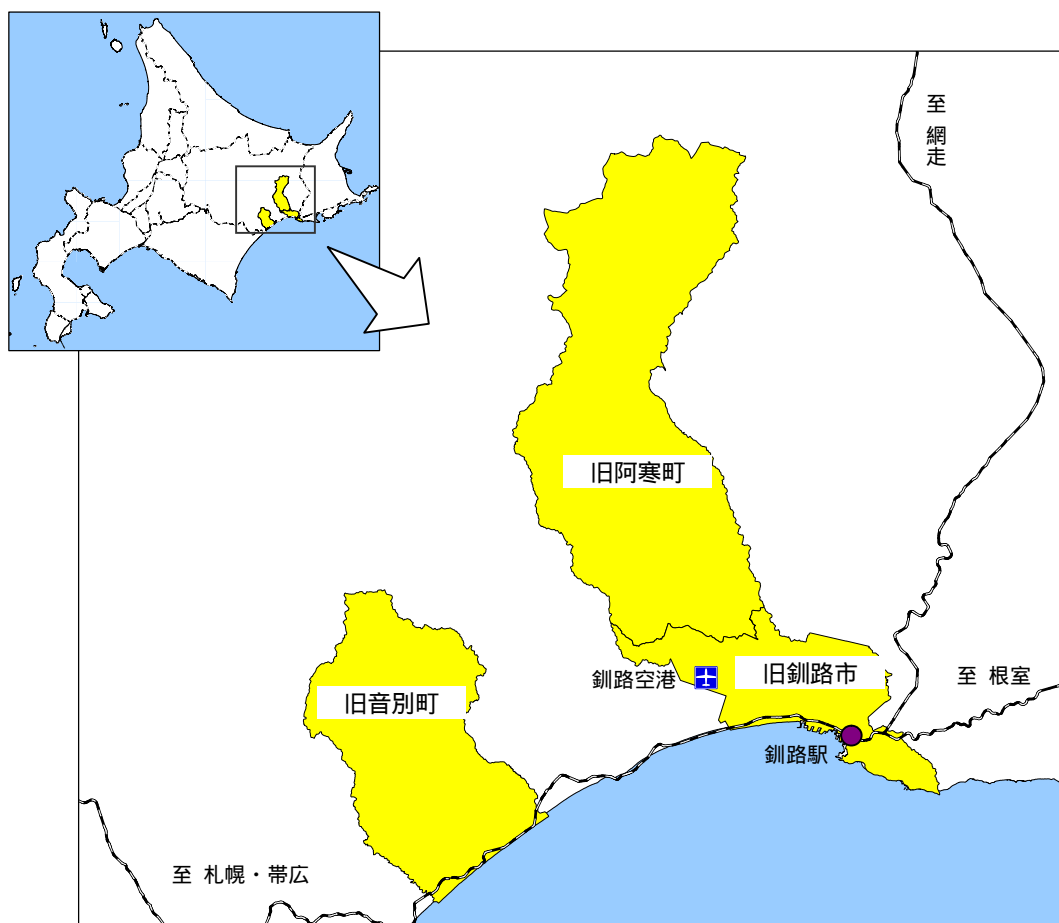 至 網走
旧阿寒町
旧釧路市
釧路空港
至 根室
旧音別町
釧路駅
至 札幌・帯広